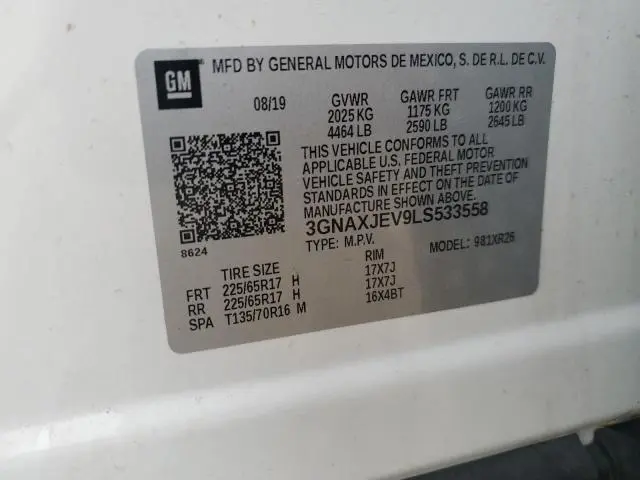 GM
MFD BY GENERAL MOTORS DE MEXICO, S. DE R.L. DE C.V.
08/19 GVWR GAWR FRT GAWR RR
2025 KG 1175 KG 1200 KG
4464 LB 2590 LB 2645 LB
THIS VEHICLE CONFORMS TO ALL
APPLICABLE U.S. FEDERAL MOTOR
VEHICLE SAFETY AND THEFT PREVENTION
STANDARDS IN EFFECT ON THE DATE OF
MANUFACTURE SHOWN ABOVE.
3GNAXJEV9LS533558
8624
TYPE: M.P.V. MODEL: 981XR26
TIRE SIZE RIM
FRT 225/65R17 H 17X7J
RR 225/65R17 H 17X7J
SPA T135/70R16 M 16X4BT